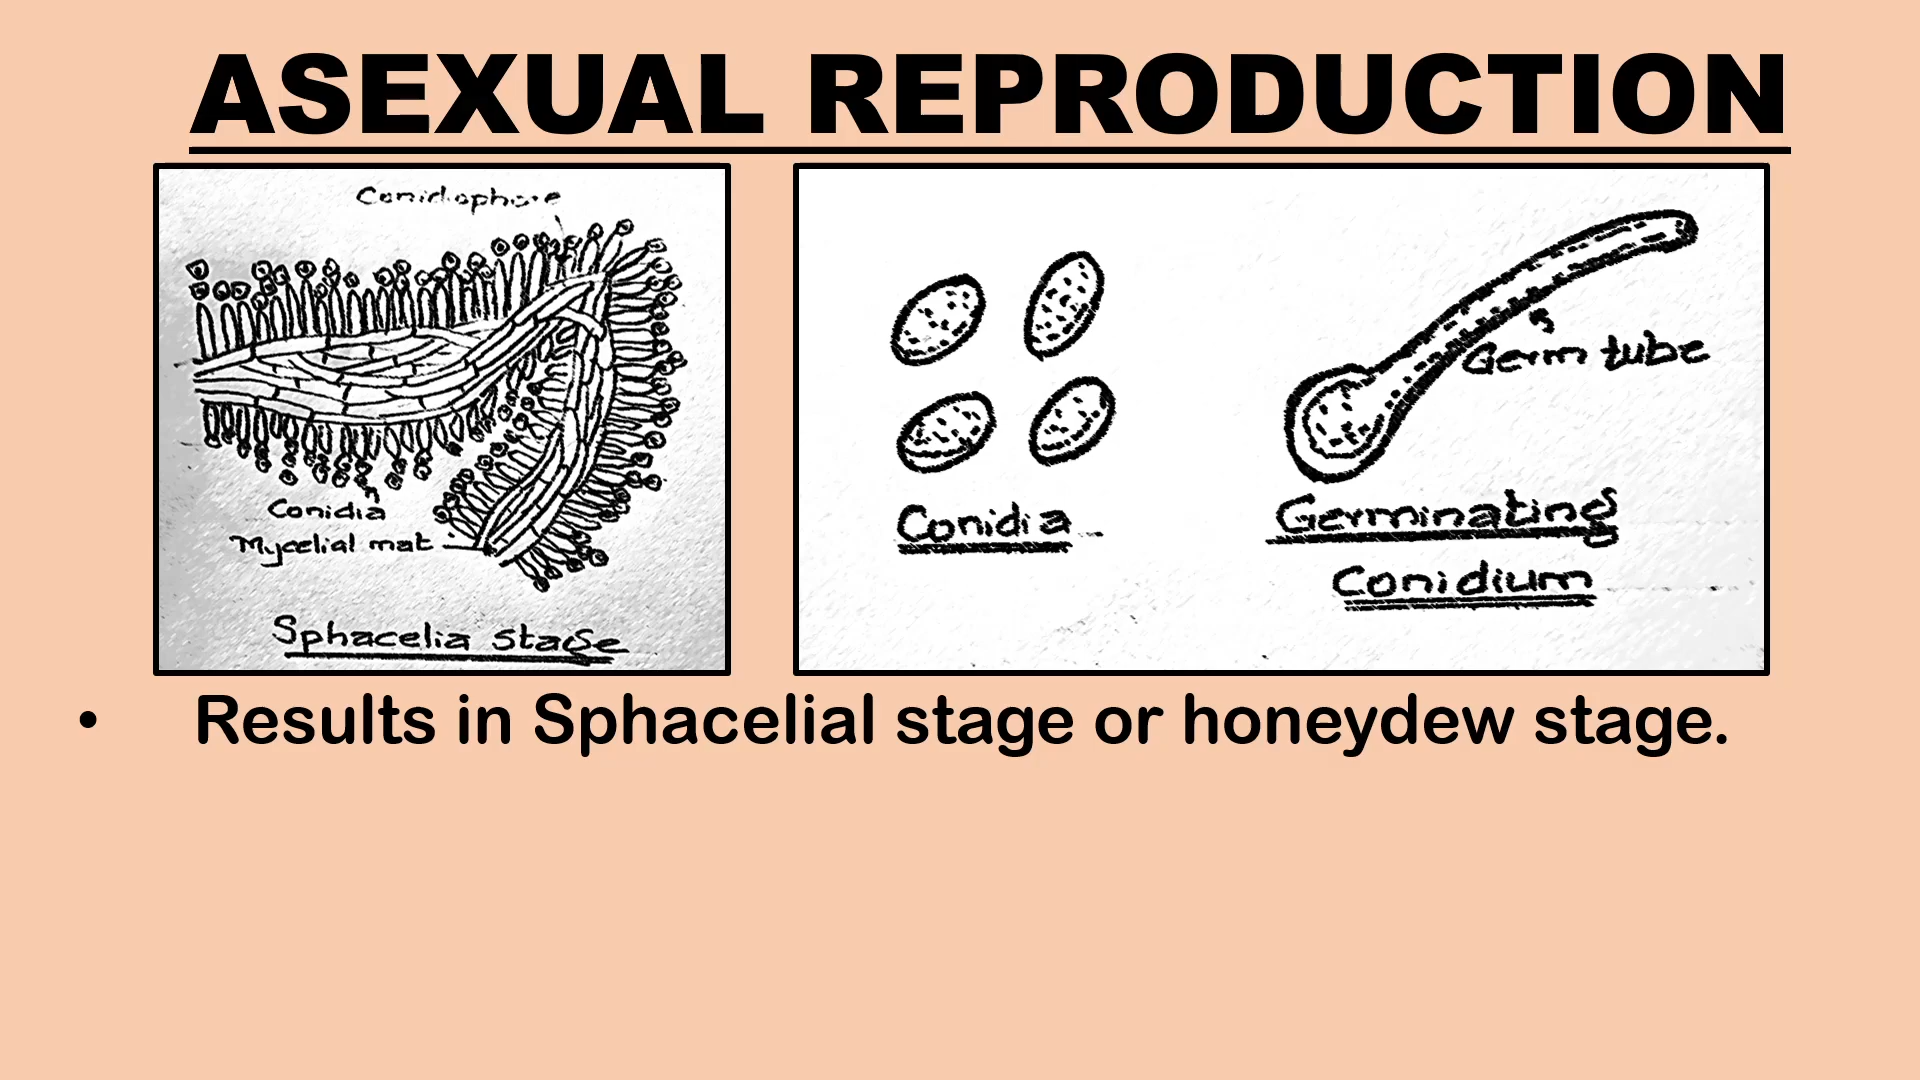 ASEXUAL REPRODUCTION
Conidiophore
Conidia
Mycelial mat
Sphacelia stage
Conidia
Germ tube
Germinating
Conidium
• Results in Sphacelial stage or honeydew stage.